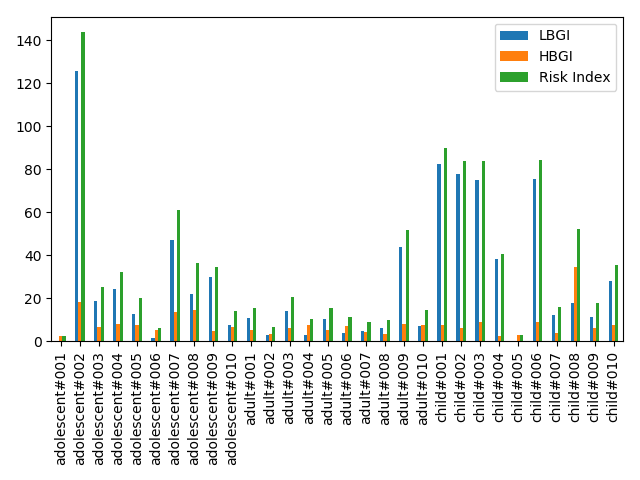 140
120
100
80
60
40
20
0
LBGI
HBGI
Risk Index
adolescent#001
adolescent#002
adolescent#003
adolescent#004
adolescent#005
adolescent#006
adolescent#007
adolescent#008
adolescent#009
adolescent#010
adult#001
adult#002
adult#003
adult#004
adult#005
adult#006
adult#007
adult#008
adult#009
adult#010
child#001
child#002
child#003
child#004
child#005
child#006
child#007
child#008
child#009
child#010